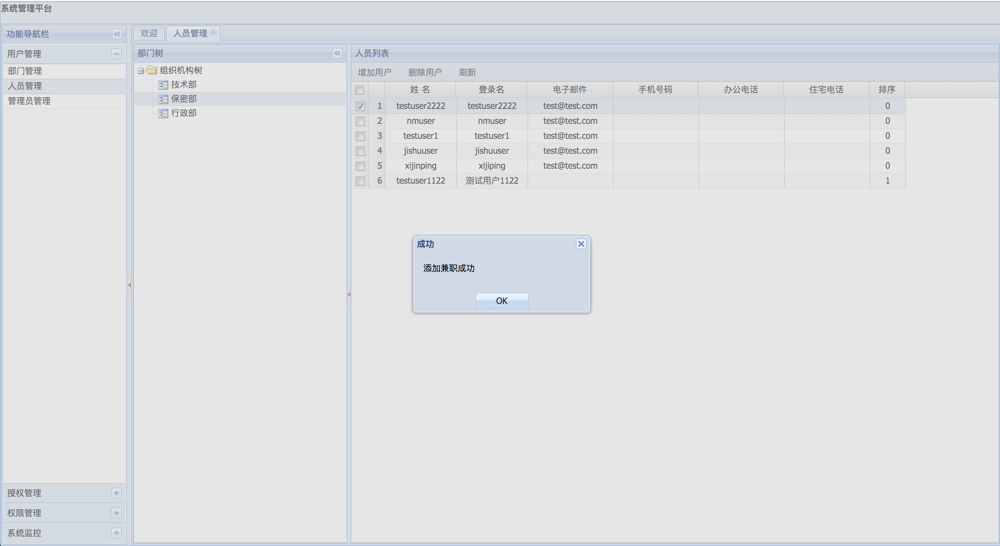 系统管理平台
功能导航栏
用户管理
部门管理
人员管理
管理员管理
授权管理
权限管理
系统监控
欢迎 人员管理
部门树
组织机构树
技术部
保密部
行政部
人员列表
增加用户 删除用户 刷新
姓 名 登录名 电子邮件 手机号码 办公电话 住宅电话 排序
1 testuser2222 testuser2222 test@test.com 0
2 nmuser nmuser test@test.com 0
3 testuser1 testuser1 test@test.com 0
4 jishuuser jishuuser test@test.com 0
5 xijinping xijiping test@test.com 0
6 testuser1122 测试用户1122 1
成功
添加兼职成功
OK